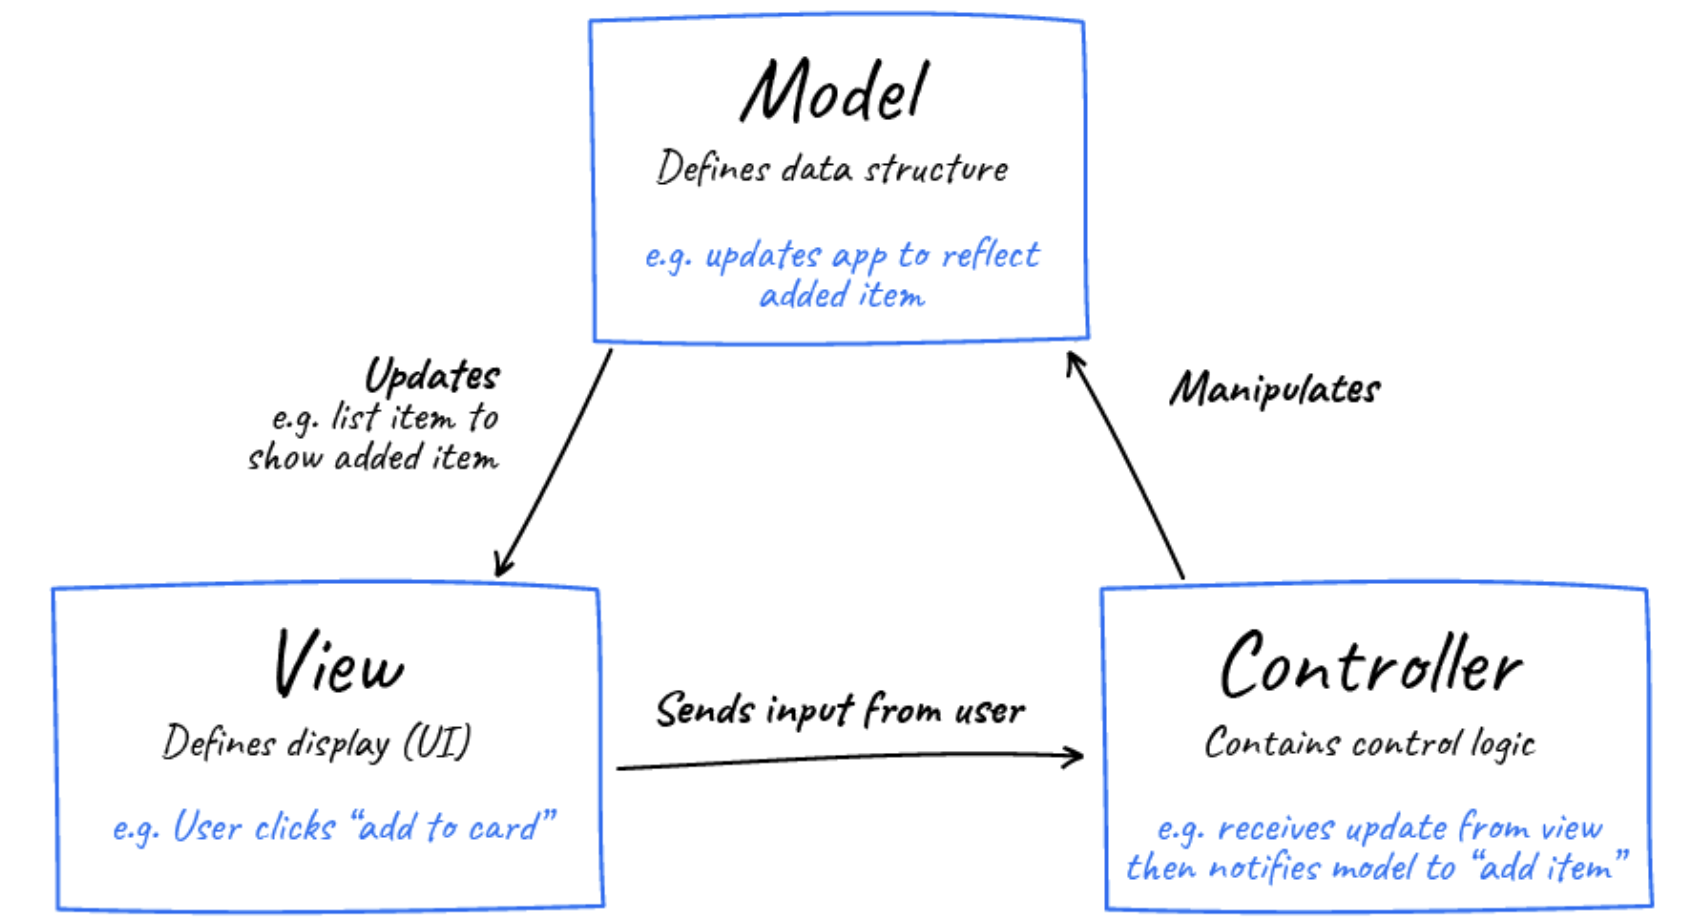 Model
Defines data structure
e.g. updates app to reflect
added item
Updates
e.g. list item to
show added item
Manipulates
View
Defines display (UI)
e.g. User clicks “add to card”
Sends input from user
Controller
Contains control logic
e.g. receives update from view
then notifies model to “add item”